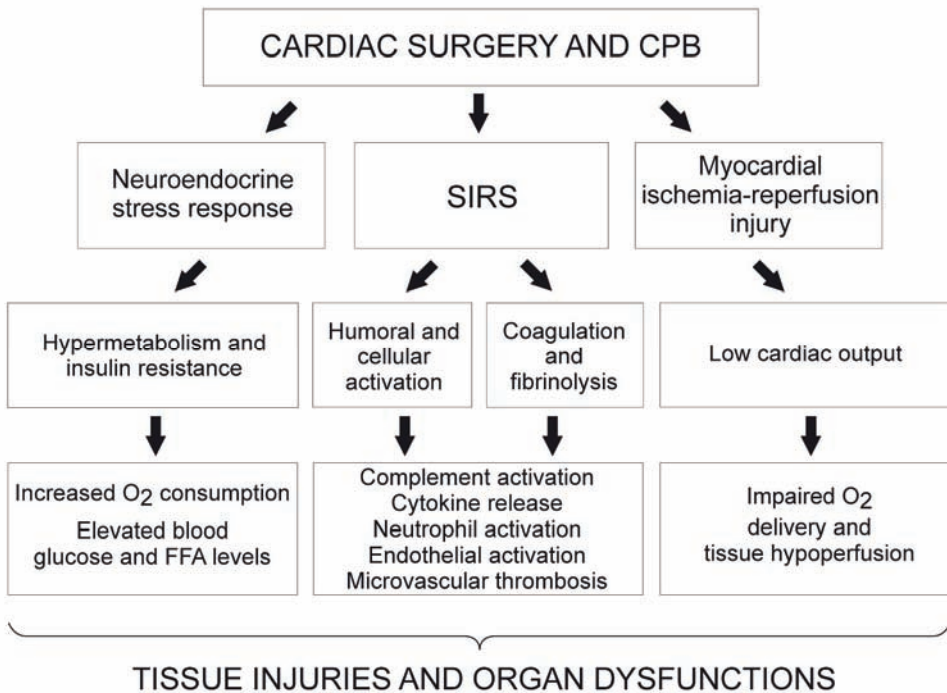 CARDIAC SURGERY AND CPB
Neuroendocrine
stress response
SIRS
Myocardial
ischemia-reperfusion
injury
Hypermetabolism and
insulin resistance
Humoral and
cellular
activation
Coagulation
and
fibrinolysis
Low cardiac output
Increased O2 consumption
Elevated blood
glucose and FFA levels
Complement activation
Cytokine release
Neutrophil activation
Endothelial activation
Microvascular thrombosis
Impaired O2
delivery and
tissue hypoperfusion
TISSUE INJURIES AND ORGAN DYSFUNCTIONS